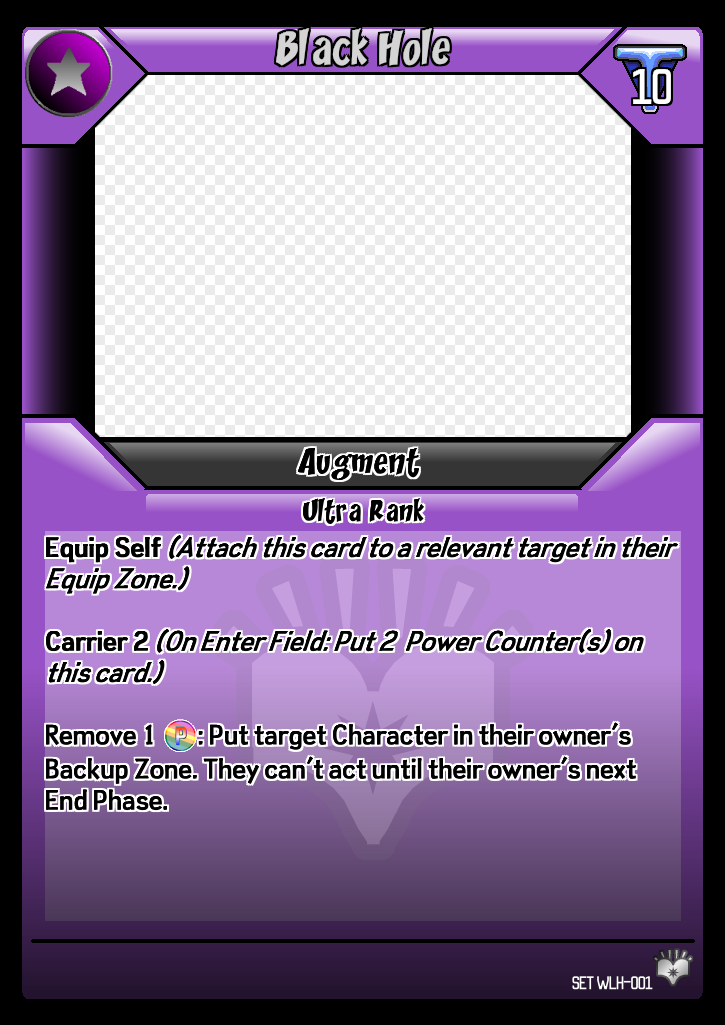 Black Hole
10
Augment
Ultra Rank
Equip Self (Attach this card to a relevant target in their
Equip Zone.)
Carrier 2 (On Enter Field: Put 2 Power Counter(s) on
this card.)
Remove 1 P: Put target Character in their owner's
Backup Zone. They can't act until their owner's next
End Phase.
SET WLH-001